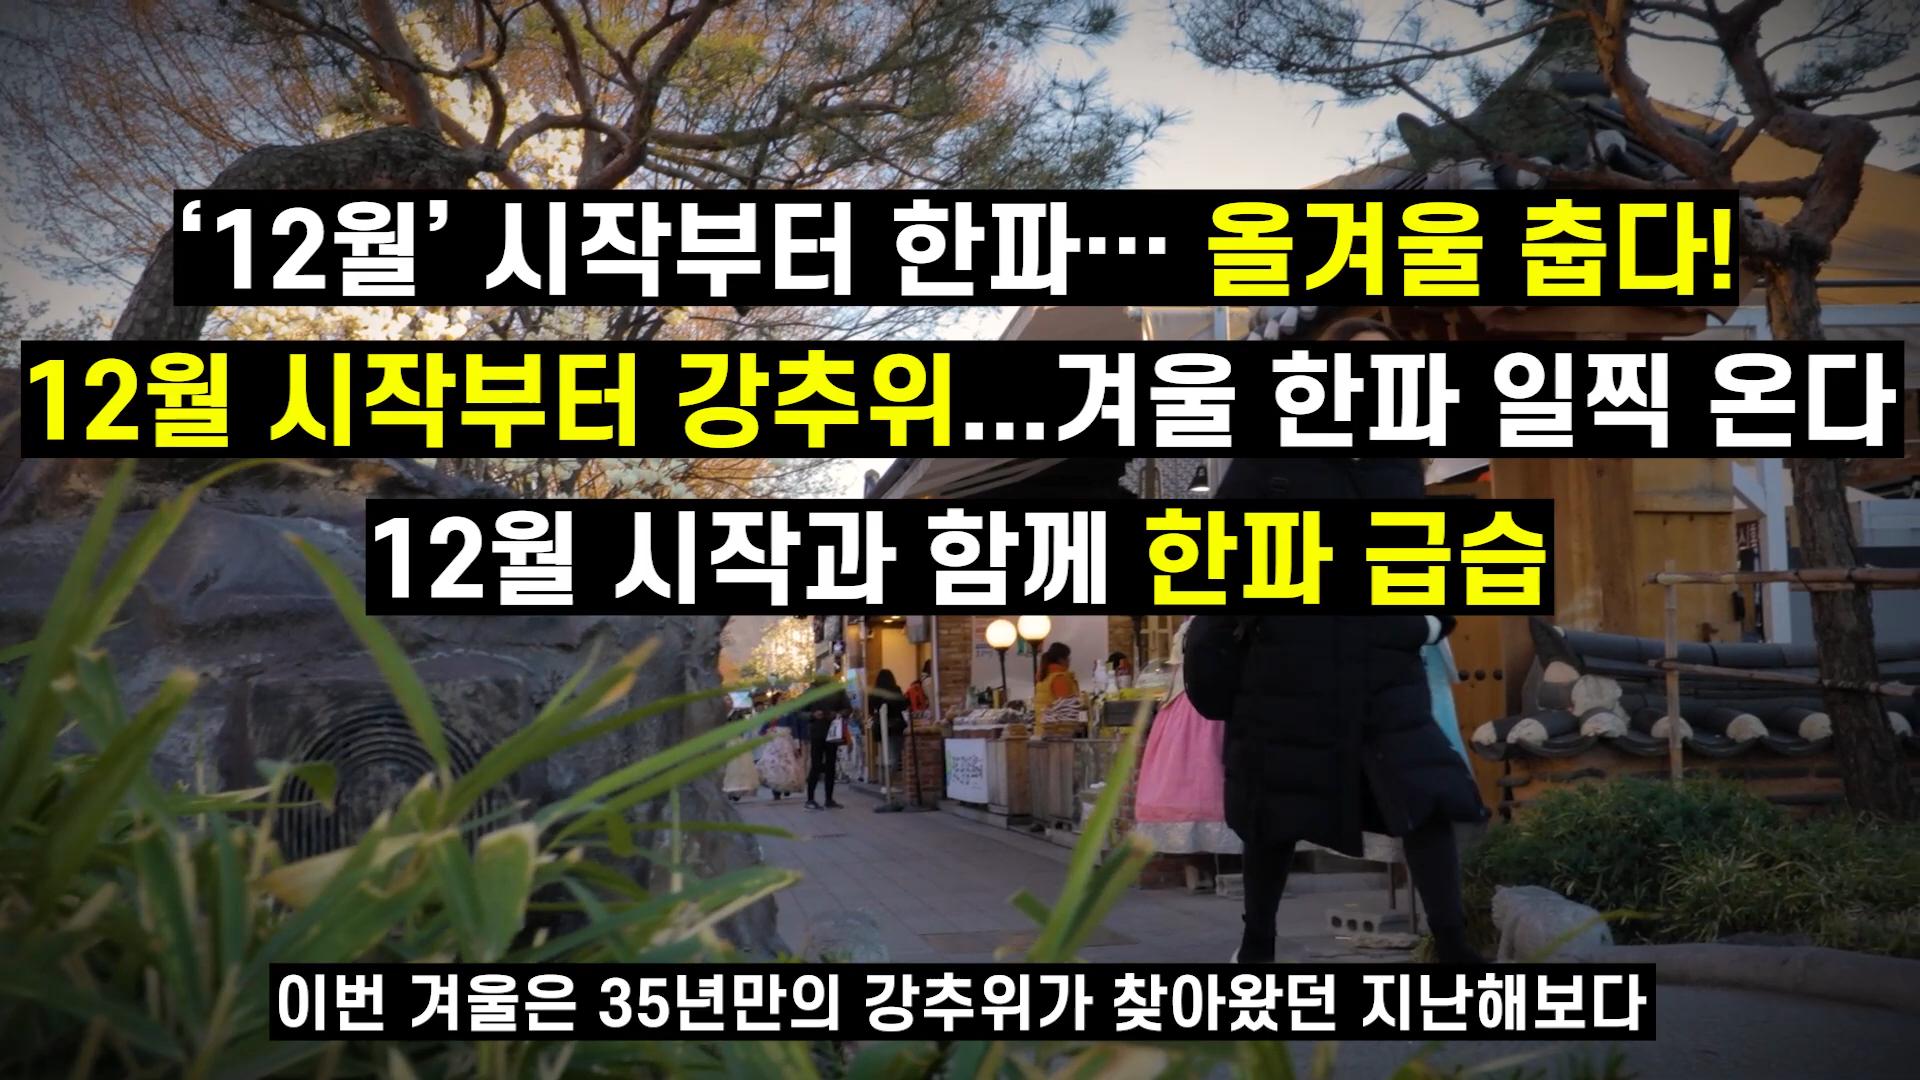 ‘12월’ 시작부터 한파… 올겨울 춥다!
12월 시작부터 강추위...겨울 한파 일찍 온다
12월 시작과 함께 한파 급습
이번 겨울은 35년만의 강추위가 찾아왔던 지난해보다